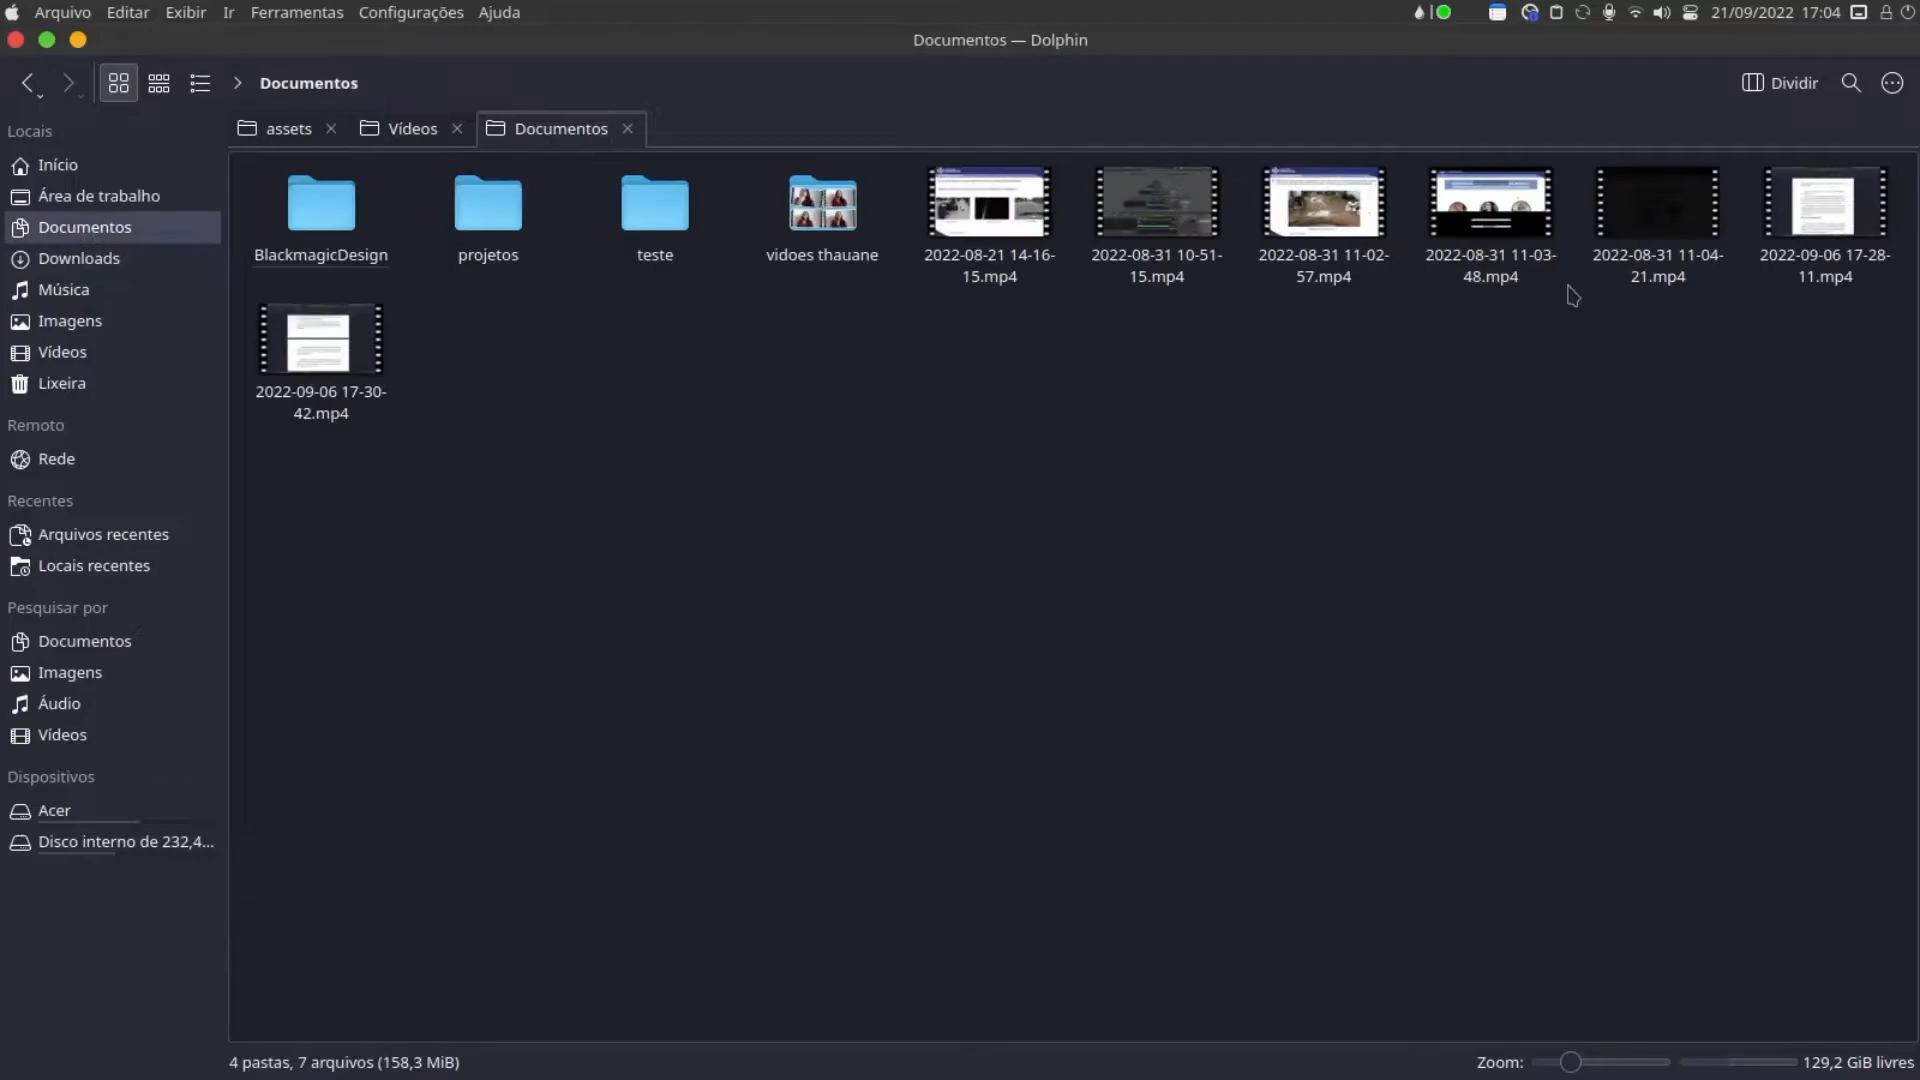 Arquivo Editar Exibir Ir Ferramentas Configurações Ajuda 21/09/2022 17:04
Documentos — Dolphin
Documentos Dividir
assets Vídeos Documentos
Locais
Início
Área de trabalho
Documentos
Downloads
Música
Imagens
Vídeos
Lixeira
Remoto
Rede
Recentes
Arquivos recentes
Locais recentes
Pesquisar por
Documentos
Imagens
Áudio
Vídeos
Dispositivos
Acer
Disco interno de 232,4...
BlackmagicDesign
projetos
teste
vidoes thauane
2022-08-21 14-16-
15.mp4
2022-08-31 10-51-
15.mp4
2022-08-31 11-02-
57.mp4
2022-08-31 11-03-
48.mp4
2022-08-31 11-04-
21.mp4
2022-09-06 17-28-
11.mp4
2022-09-06 17-30-
42.mp4
4 pastas, 7 arquivos (158,3 MiB)
Zoom: 129,2 GiB livres